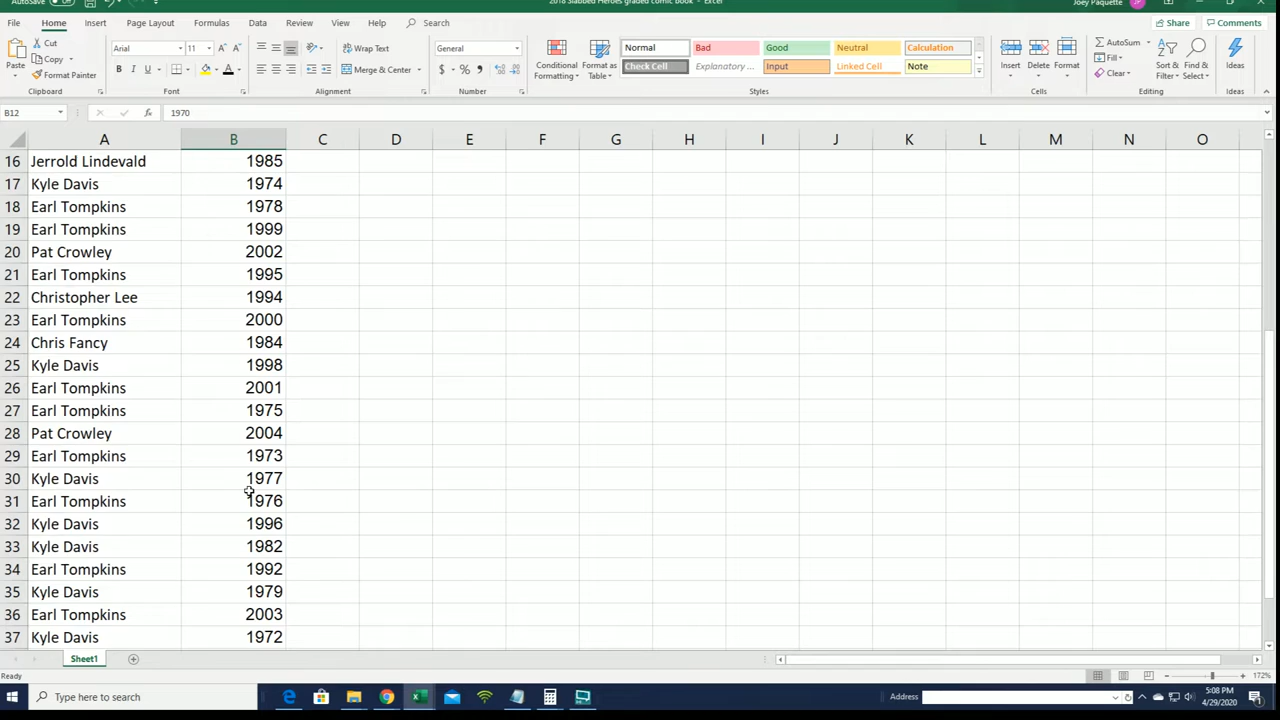 AutoSave
2018 Slabbed Heroes graded comic book - Excel
Joey Paquette JP
File Home Insert Page Layout Formulas Data Review View Help Search Share Comments
Paste Cut Copy Format Painter Clipboard
Arial 11 A A B I U A Font
Wrap Text Merge & Center Alignment
General $ % , Number
Conditional Formatting Format as Table
Normal Bad Good Neutral Calculation
Check Cell Explanatory ... Input Linked Cell Note
Styles
Insert Delete Format Cells
AutoSum Fill Clear Sort & Filter Find & Select Editing
Ideas Ideas
B12 fx 1970
A B C D E F G H I J K L M N O
16 Jerrold Lindevald 1985
17 Kyle Davis 1974
18 Earl Tompkins 1978
19 Earl Tompkins 1999
20 Pat Crowley 2002
21 Earl Tompkins 1995
22 Christopher Lee 1994
23 Earl Tompkins 2000
24 Chris Fancy 1984
25 Kyle Davis 1998
26 Earl Tompkins 2001
27 Earl Tompkins 1975
28 Pat Crowley 2004
29 Earl Tompkins 1973
30 Kyle Davis 1977
31 Earl Tompkins 1976
32 Kyle Davis 1996
33 Kyle Davis 1982
34 Earl Tompkins 1992
35 Kyle Davis 1979
36 Earl Tompkins 2003
37 Kyle Davis 1972
Sheet1
Ready 172%
Type here to search Address 5:08 PM
4/29/2020